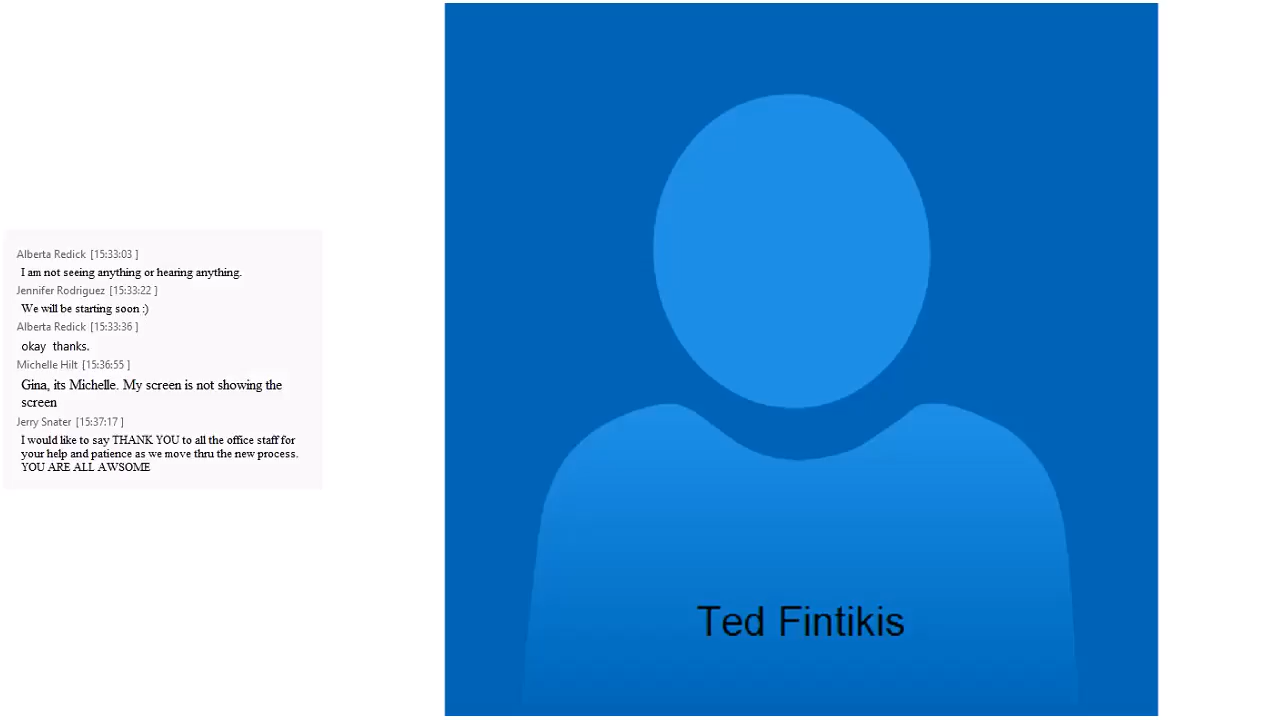 Alberta Redick [15:33:03 ]
I am not seeing anything or hearing anything.
Jennifer Rodriguez [15:33:22 ]
We will be starting soon :)
Alberta Redick [15:33:36 ]
okay  thanks.
Michelle Hilt [15:36:55 ]
Gina, its Michelle. My screen is not showing the
screen
Jerry Snater [15:37:17 ]
I would like to say THANK YOU to all the office staff for
your help and patience as we move thru the new process.
YOU ARE ALL AWSOME
Ted Fintikis